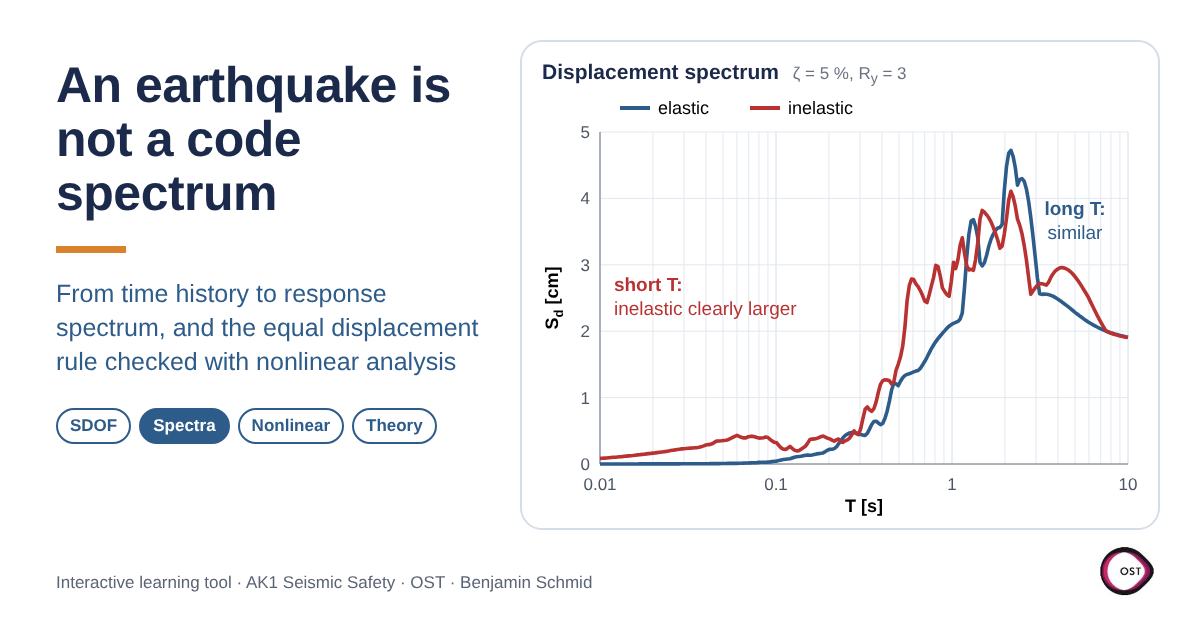 An earthquake is
not a code
spectrum
From time history to response
spectrum, and the equal displacement
rule checked with nonlinear analysis
SDOF
Spectra
Nonlinear
Theory
Displacement spectrum ζ = 5 %, Ry = 3
elastic
inelastic
5
4
3
2
1
0
Sd [cm]
long T:
similar
short T:
inelastic clearly larger
0.01
0.1
1
10
T [s]
Interactive learning tool · AK1 Seismic Safety · OST · Benjamin Schmid
OST